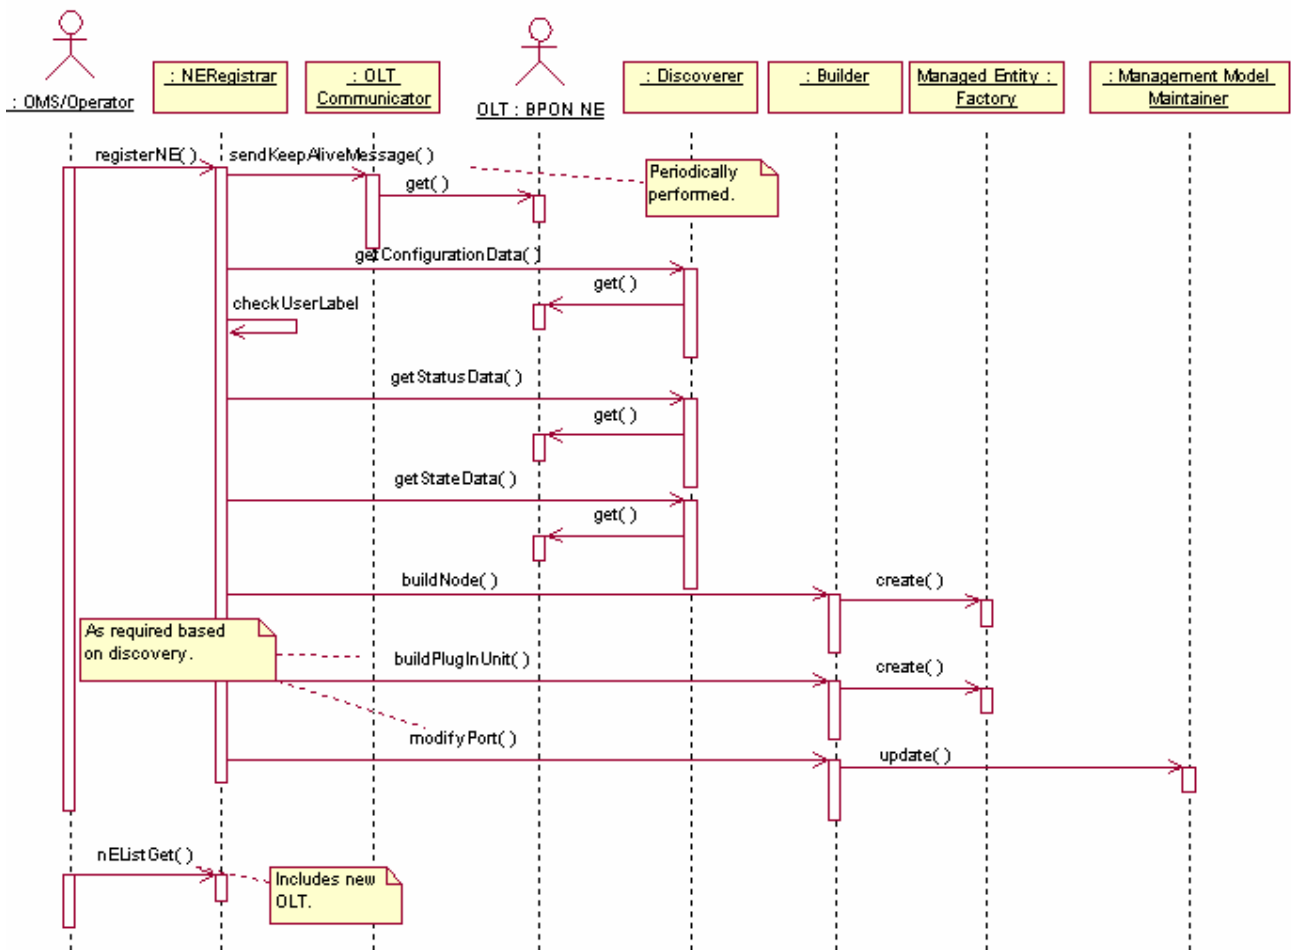 : OMS/Operator
: NERegistrar
: OLT
Communicator
OLT : BPON NE
: Discoverer
: Builder
Managed Entity :
Factory
: Management Model
Maintainer
registerNE( )
sendKeepAliveMessage( )
Periodically
performed.
get( )
getConfigurationData( )
get( )
checkUserLabel
getStatusData( )
get( )
getStateData( )
get( )
buildNode( )
create( )
As required based
on discovery.
buildPlugInUnit( )
create( )
modifyPort( )
update( )
nEListGet( )
Includes new
OLT.